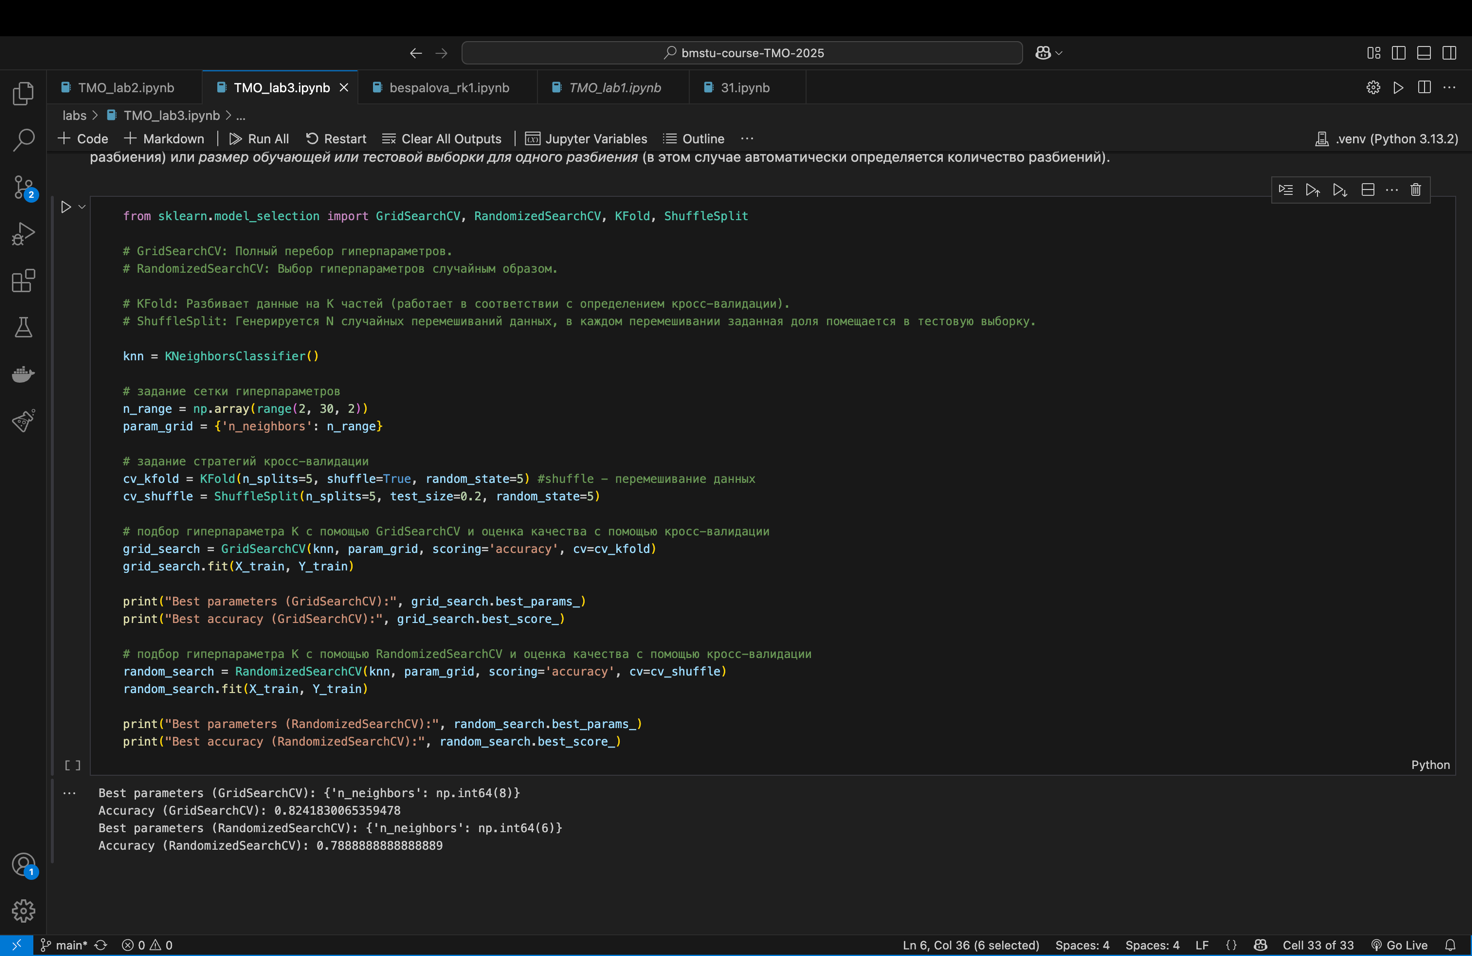 bmstu-course-TMO-2025
TMO_lab2.ipynb
TMO_lab3.ipynb
bespalova_rk1.ipynb
TMO_lab1.ipynb
31.ipynb
labs > TMO_lab3.ipynb > ...
+ Code + Markdown | Run All Restart Clear All Outputs | Jupyter Variables Outline ...
.venv (Python 3.13.2)
разбиения) или размер обучающей или тестовой выборки для одного разбиения (в этом случае автоматически определяется количество разбиений).
from sklearn.model_selection import GridSearchCV, RandomizedSearchCV, KFold, ShuffleSplit
# GridSearchCV: Полный перебор гиперпараметров.
# RandomizedSearchCV: Выбор гиперпараметров случайным образом.
# KFold: Разбивает данные на К частей (работает в соответствии с определением кросс-валидации).
# ShuffleSplit: Генерируется N случайных перемешиваний данных, в каждом перемешивании заданная доля помещается в тестовую выборку.
knn = KNeighborsClassifier()
# задание сетки гиперпараметров
n_range = np.array(range(2, 30, 2))
param_grid = {'n_neighbors': n_range}
# задание стратегий кросс-валидации
cv_kfold = KFold(n_splits=5, shuffle=True, random_state=5) #shuffle - перемешивание данных
cv_shuffle = ShuffleSplit(n_splits=5, test_size=0.2, random_state=5)
# подбор гиперпараметра К с помощью GridSearchCV и оценка качества с помощью кросс-валидации
grid_search = GridSearchCV(knn, param_grid, scoring='accuracy', cv=cv_kfold)
grid_search.fit(X_train, Y_train)
print("Best parameters (GridSearchCV):", grid_search.best_params_)
print("Best accuracy (GridSearchCV):", grid_search.best_score_)
# подбор гиперпараметра К с помощью RandomizedSearchCV и оценка качества с помощью кросс-валидации
random_search = RandomizedSearchCV(knn, param_grid, scoring='accuracy', cv=cv_shuffle)
random_search.fit(X_train, Y_train)
print("Best parameters (RandomizedSearchCV):", random_search.best_params_)
print("Best accuracy (RandomizedSearchCV):", random_search.best_score_)
[ ]
Python
Best parameters (GridSearchCV): {'n_neighbors': np.int64(8)}
Accuracy (GridSearchCV): 0.8241830065359478
Best parameters (RandomizedSearchCV): {'n_neighbors': np.int64(6)}
Accuracy (RandomizedSearchCV): 0.7888888888888889
2
1
main* 0 0
Ln 6, Col 36 (6 selected) Spaces: 4 Spaces: 4 LF {} Cell 33 of 33 Go Live